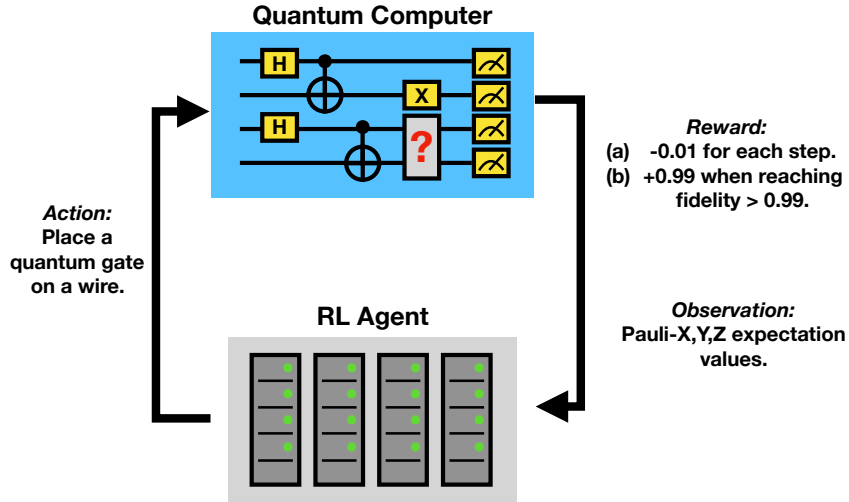 Quantum Computer
H
X
H
?
Reward:
(a) -0.01 for each step.
(b) +0.99 when reaching
fidelity > 0.99.
Action:
Place a
quantum gate
on a wire.
Observation:
Pauli-X,Y,Z expectation
values.
RL Agent